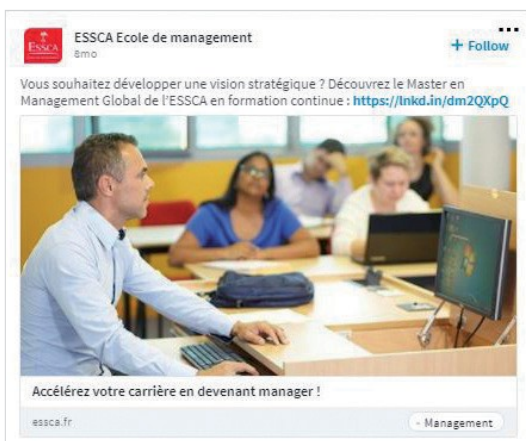 ESSCA
ESSCA Ecole de management
8mo
+ Follow
Vous souhaitez développer une vision stratégique ? Découvrez le Master en
Management Global de l'ESSCA en formation continue : https://lnkd.in/dm2QXpQ
Accélérez votre carrière en devenant manager !
essca.fr
- Management